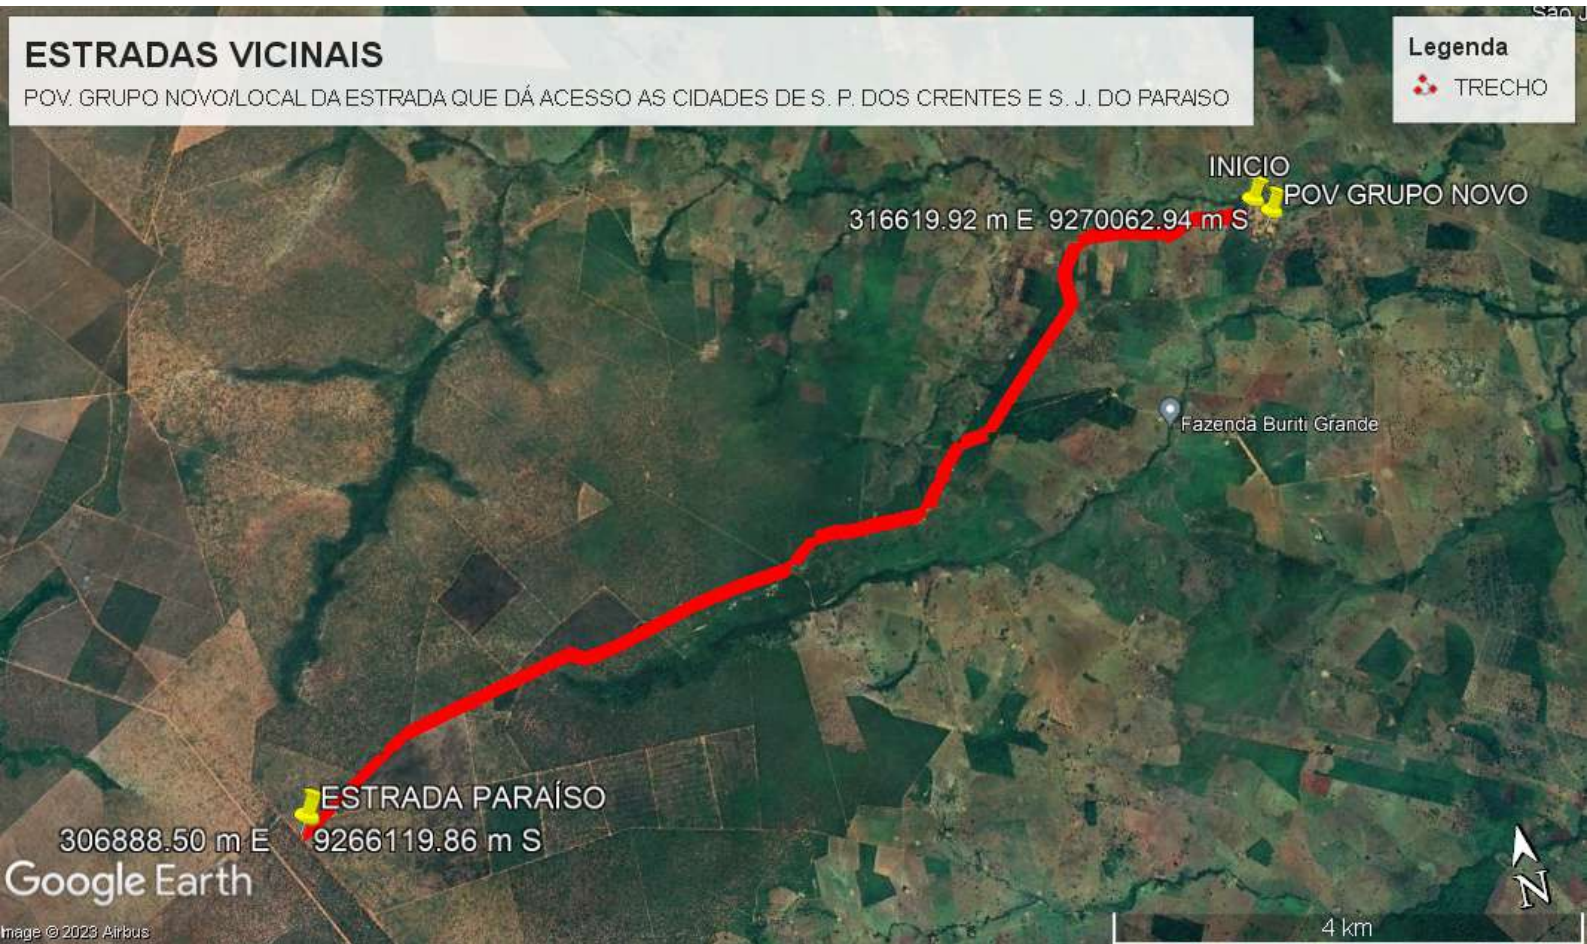 São J
ESTRADAS VICINAIS
POV. GRUPO NOVO/LOCAL DA ESTRADA QUE DÁ ACESSO AS CIDADES DE S. P. DOS CRENTES E S. J. DO PARAISO
Legenda
TRECHO
INICIO
POV GRUPO NOVO
316619.92 m E 9270062.94 m S
Fazenda Buriti Grande
ESTRADA PARAÍSO
306888.50 m E 9266119.86 m S
Google Earth
N
4 km
mage © 2023 Airbus